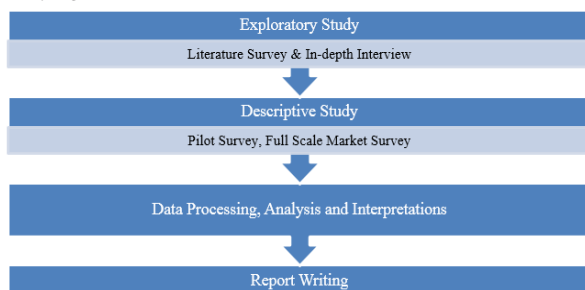 Exploratory Study
Literature Survey & In-depth Interview
Descriptive Study
Pilot Survey, Full Scale Market Survey
Data Processing, Analysis and Interpretations
Report Writing